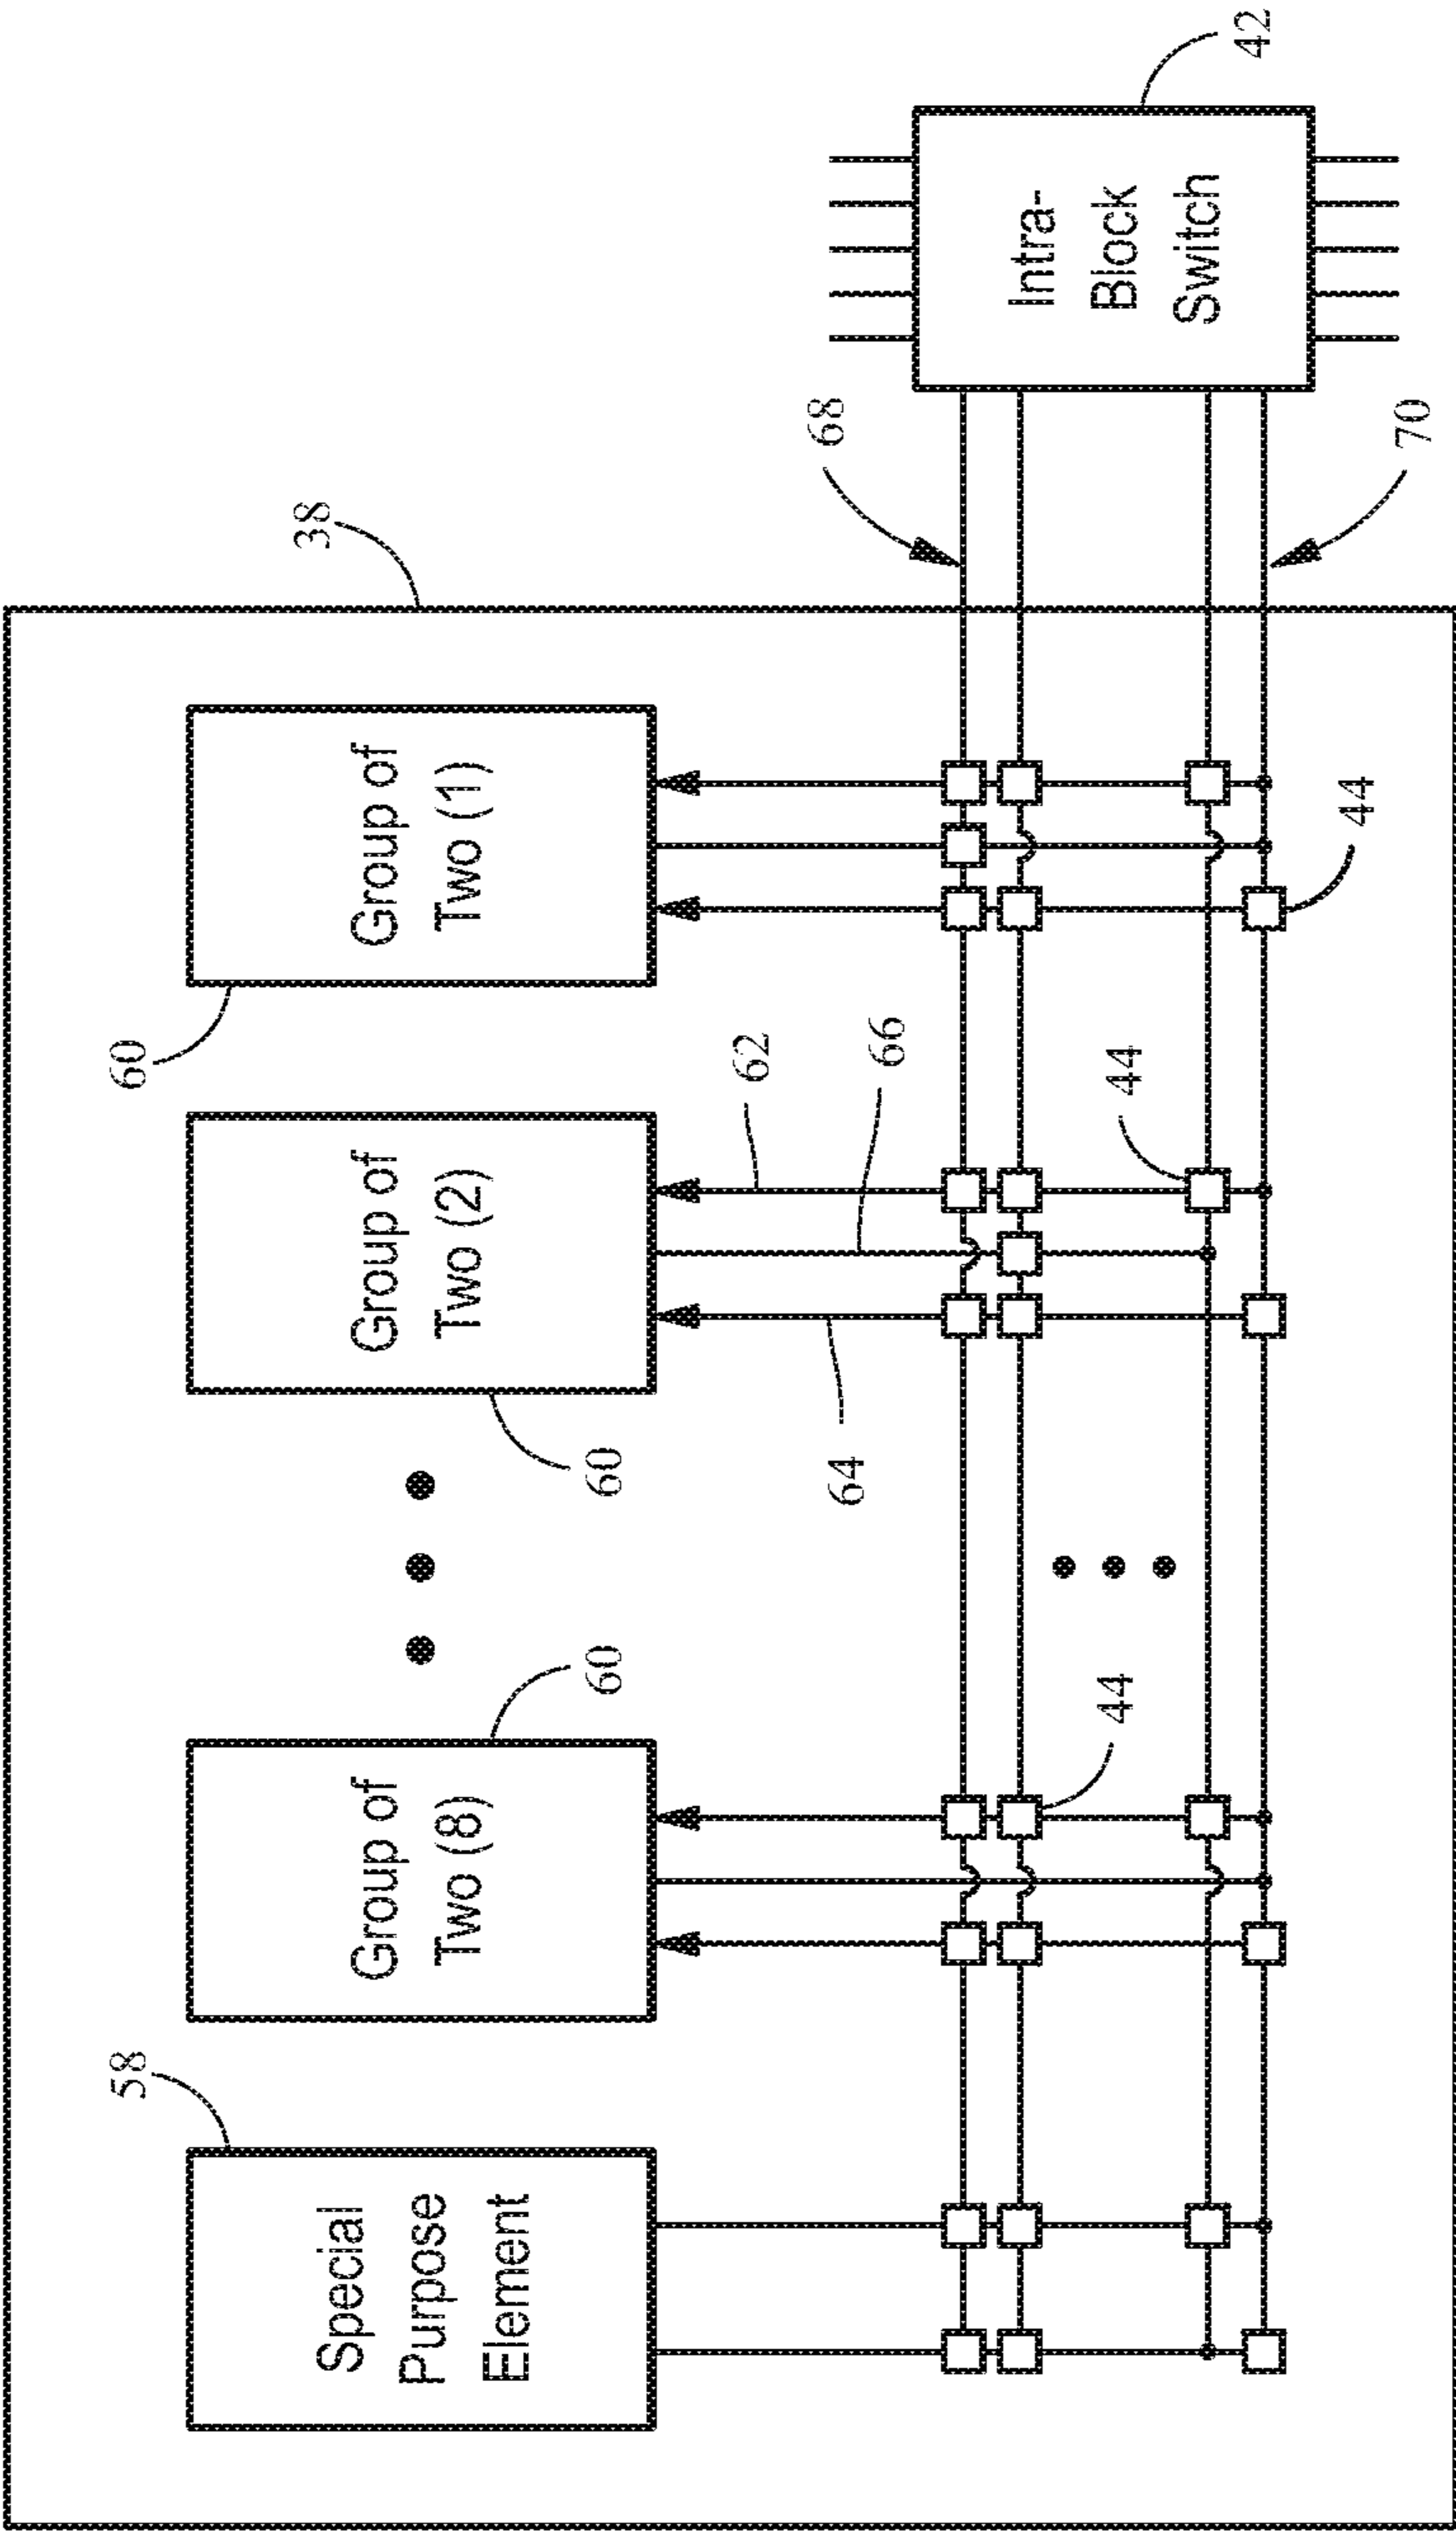 38
60
Group of
Two (1)
60
Group of
Two (2)
60
Group of
Two (8)
58
Special
Purpose
Element
62
66
64
68
70
44
44
44
42
Intra-
Block
Switch